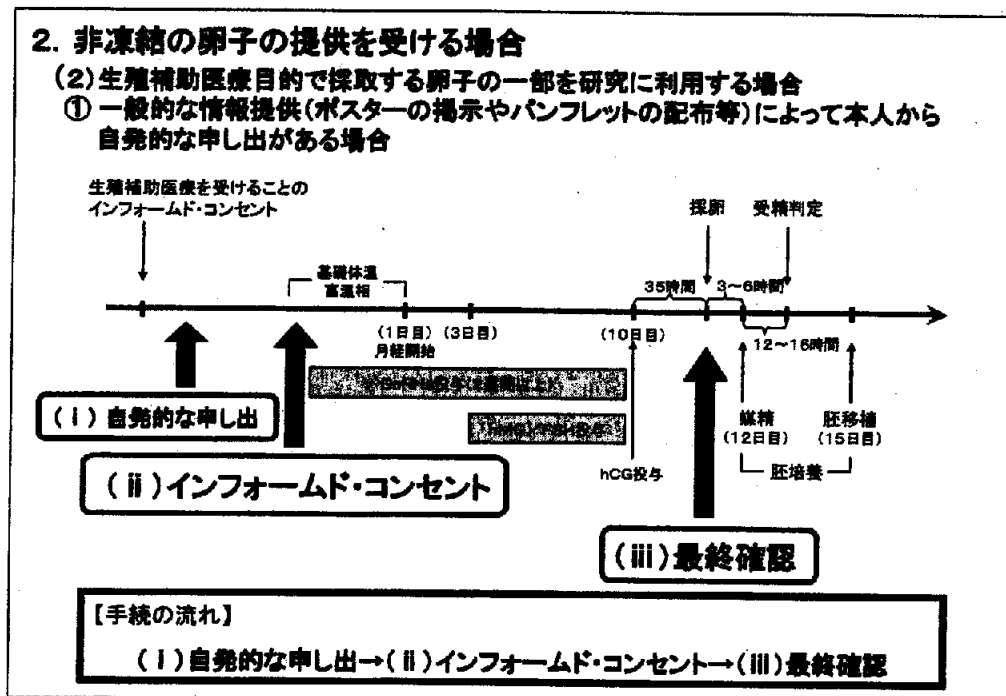 2．非凍結の卵子の提供を受ける場合
（２）生殖補助医療目的で採取する卵子の一部を研究に利用する場合
① 一般的な情報提供（ポスターの掲示やパンフレットの配布等）によって本人から
自発的な申し出がある場合
生殖補助医療を受けることの
インフォームド・コンセント
採卵
受精判定
基礎体温
高温相
35時間
3～6時間
（1日目）
（3日目）
（10日目）
月経開始
12～16時間
（ⅰ）自発的な申し出
媒精
（12日目）
胚移植
（15日目）
（ⅱ）インフォームド・コンセント
hCG投与
胚培養
（ⅲ）最終確認
【手続の流れ】
（ⅰ）自発的な申し出→（ⅱ）インフォームド・コンセント→（ⅲ）最終確認